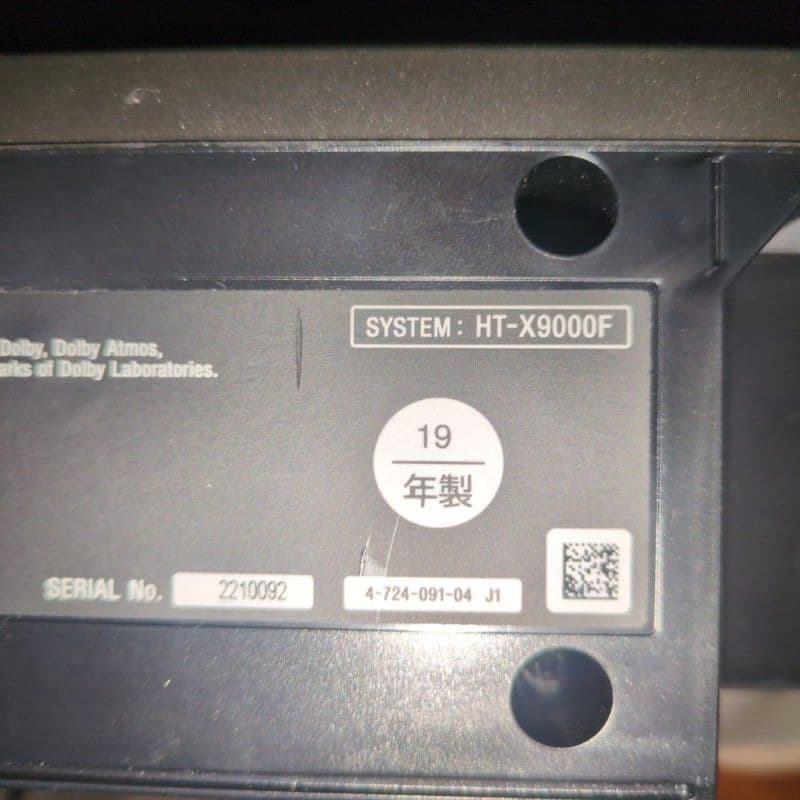 SYSTEM: HT-X9000F
Dolby, Dolby Atmos,
arks of Dolby Laboratories.
19
年製
SERIAL No. 2210092
4-724-091-04 J1